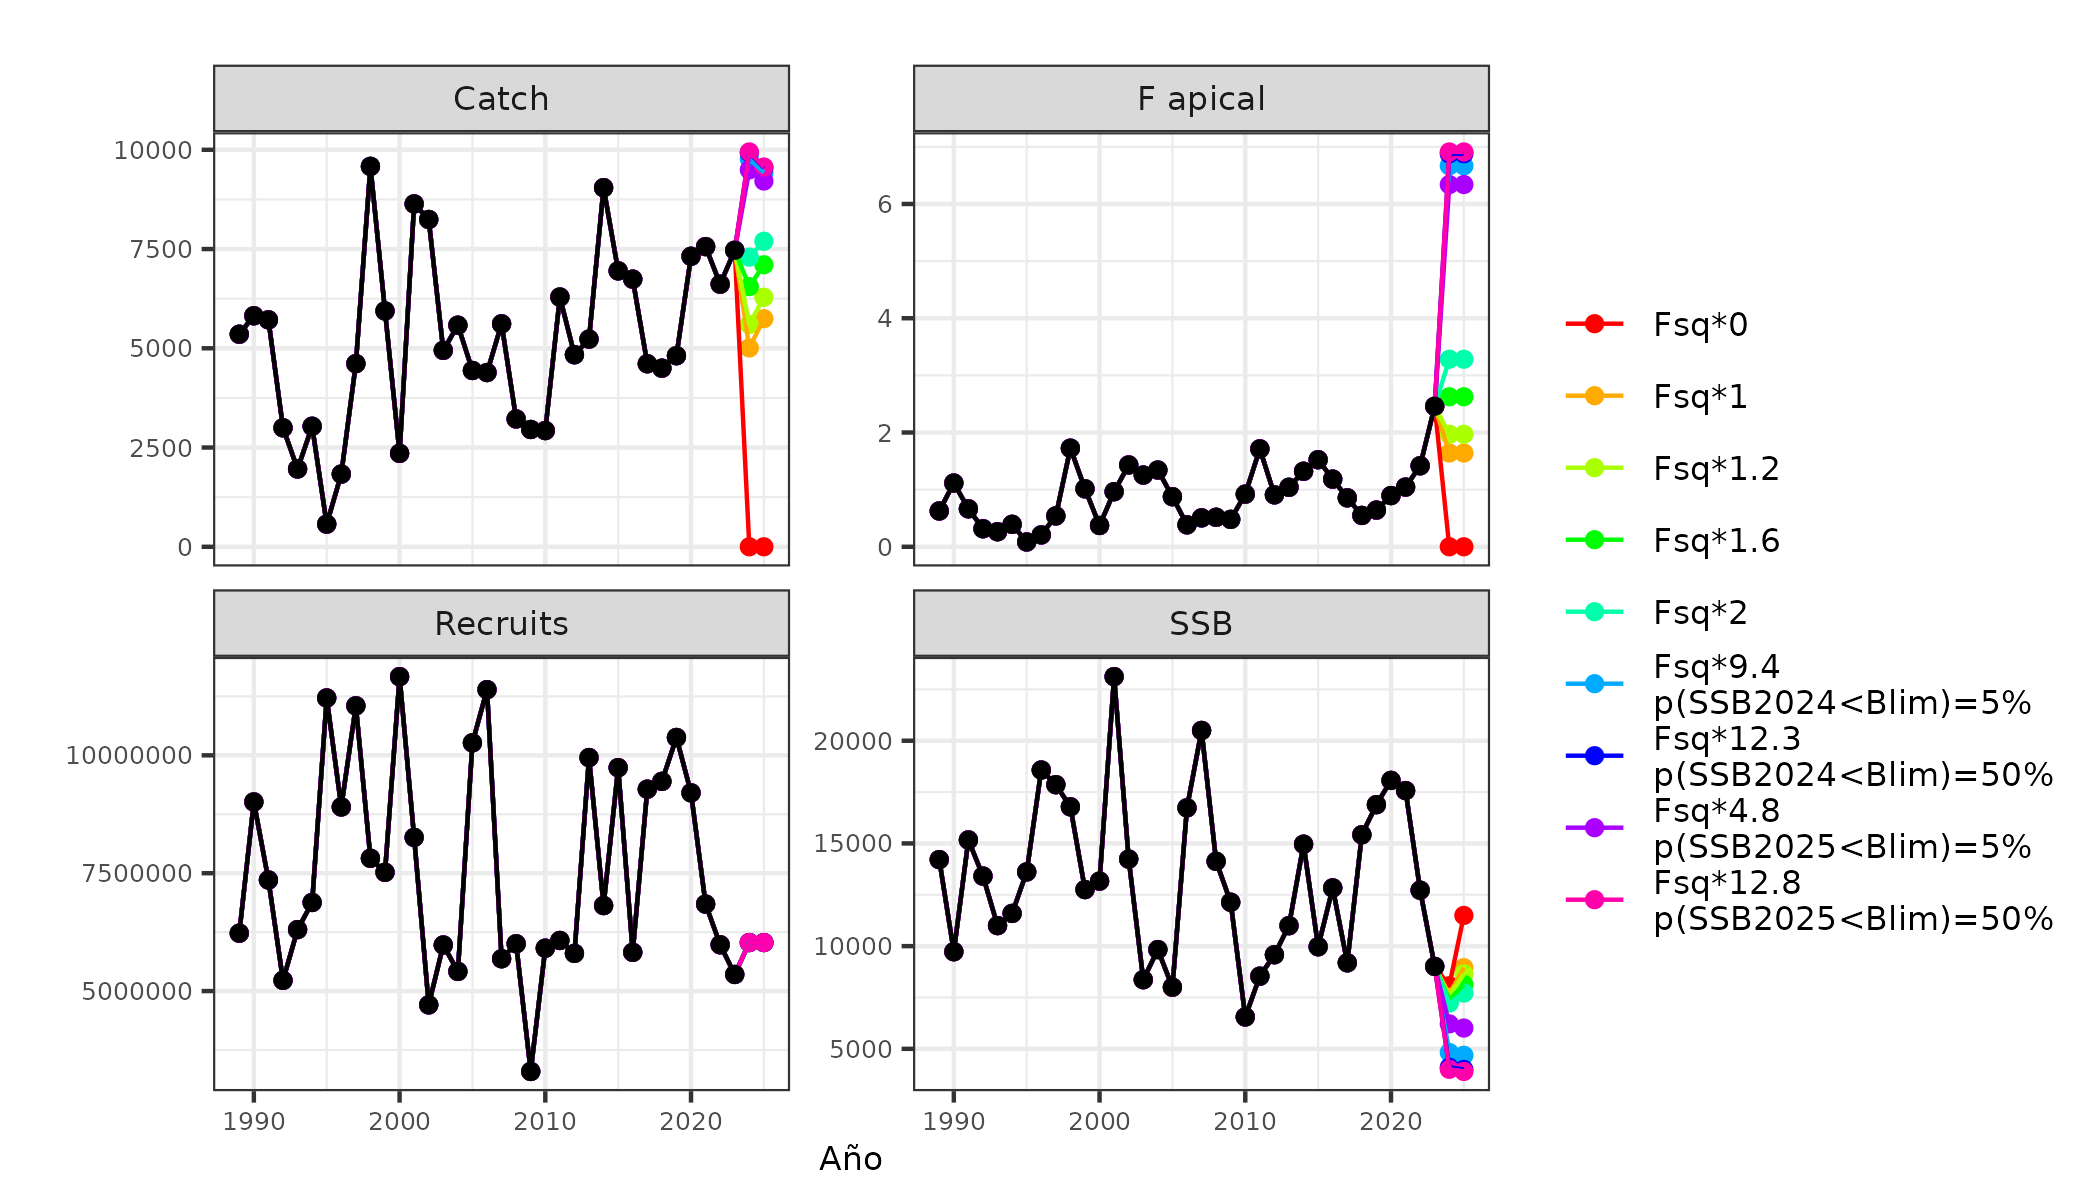 Catch
F apical
10000
7500
5000
2500
0
6
4
2
0
Recruits
SSB
10000000
7500000
5000000
20000
15000
10000
5000
1990
2000
2010
2020
1990
2000
2010
2020
Año
Fsq*0
Fsq*1
Fsq*1.2
Fsq*1.6
Fsq*2
Fsq*9.4
p(SSB2024<Blim)=5%
Fsq*12.3
p(SSB2024<Blim)=50%
Fsq*4.8
p(SSB2025<Blim)=5%
Fsq*12.8
p(SSB2025<Blim)=50%